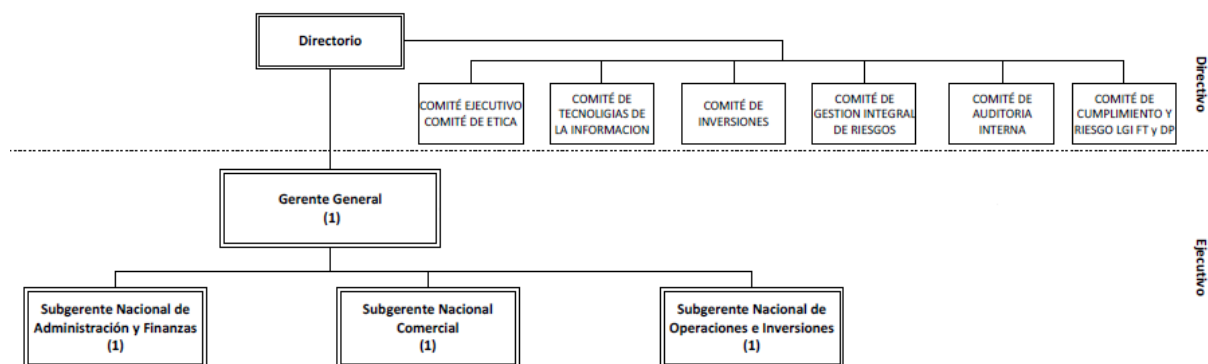 Directorio
COMITÉ EJECUTIVO
COMITÉ DE ETICA
COMITÉ DE
TECNOLIGIAS DE
LA INFORMACION
COMITÉ DE
INVERSIONES
COMITÉ DE
GESTION INTEGRAL
DE RIESGOS
COMITÉ DE
AUDITORIA
INTERNA
COMITÉ DE
CUMPLIMIENTO Y
RIESGO LGI FT y DP
Directivo
Gerente General
(1)
Ejecutivo
Subgerente Nacional de
Administración y Finanzas
(1)
Subgerente Nacional
Comercial
(1)
Subgerente Nacional de
Operaciones e Inversiones
(1)